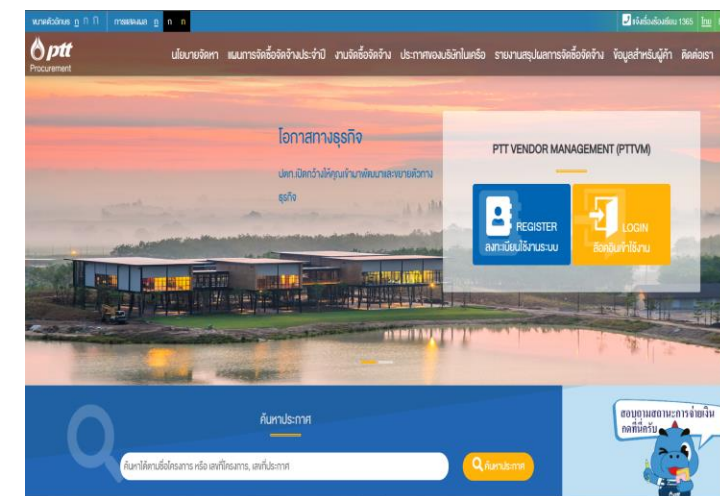 ขนาดตัวอักษร ก ก ก การแสดงผล ก ก ก
แจ้งเรื่องร้องเรียน 1365 ไทย
ptt
Procurement
นโยบายจัดหา แผนการจัดซื้อจัดจ้างประจำปี งานจัดซื้อจัดจ้าง ประกาศของบริษัทในเครือ รายงานสรุปผลการจัดซื้อจัดจ้าง ข้อมูลสำหรับผู้ค้า ติดต่อเรา
โอกาสทางธุรกิจ
ปตท.เปิดกว้างให้คุณเข้ามาพัฒนาและขยายตัวทาง
ธุรกิจ
PTT VENDOR MANAGEMENT (PTTVM)
REGISTER
ลงทะเบียนใช้งานระบบ
LOGIN
ล็อคอินเข้าใช้งาน
ค้นหาประกาศ
ค้นหาได้ตามชื่อโครงการ หรือ เลขที่โครงการ, เลขที่ประกาศ
ค้นหาประกาศ
สอบถามสถานะการจ่ายเงิน
กดที่นี่ครับ